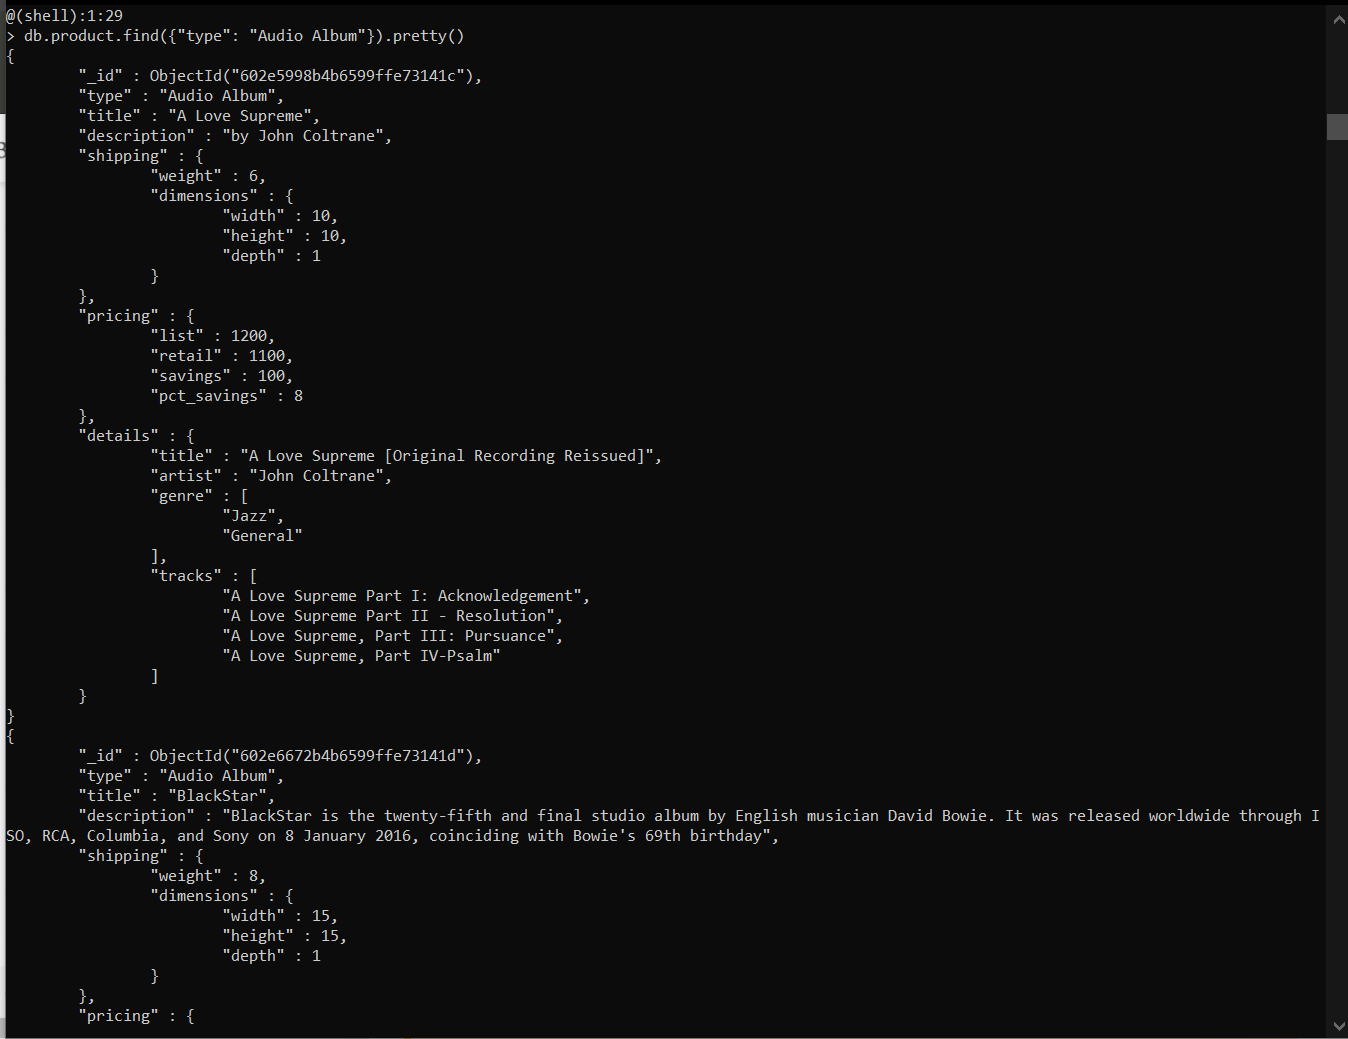 @(shell):1:29
> db.product.find({"type": "Audio Album"}).pretty()
{
        "_id" : ObjectId("602e5998b4b6599ffe73141c"),
        "type" : "Audio Album",
        "title" : "A Love Supreme",
        "description" : "by John Coltrane",
        "shipping" : {
                "weight" : 6,
                "dimensions" : {
                        "width" : 10,
                        "height" : 10,
                        "depth" : 1
                }
        },
        "pricing" : {
                "list" : 1200,
                "retail" : 1100,
                "savings" : 100,
                "pct_savings" : 8
        },
        "details" : {
                "title" : "A Love Supreme [Original Recording Reissued]",
                "artist" : "John Coltrane",
                "genre" : [
                        "Jazz",
                        "General"
                ],
                "tracks" : [
                        "A Love Supreme Part I: Acknowledgement",
                        "A Love Supreme Part II - Resolution",
                        "A Love Supreme, Part III: Pursuance",
                        "A Love Supreme, Part IV-Psalm"
                ]
        }
}
{
        "_id" : ObjectId("602e6672b4b6599ffe73141d"),
        "type" : "Audio Album",
        "title" : "BlackStar",
        "description" : "BlackStar is the twenty-fifth and final studio album by English musician David Bowie. It was released worldwide through I
SO, RCA, Columbia, and Sony on 8 January 2016, coinciding with Bowie's 69th birthday",
        "shipping" : {
                "weight" : 8,
                "dimensions" : {
                        "width" : 15,
                        "height" : 15,
                        "depth" : 1
                }
        },
        "pricing" : {